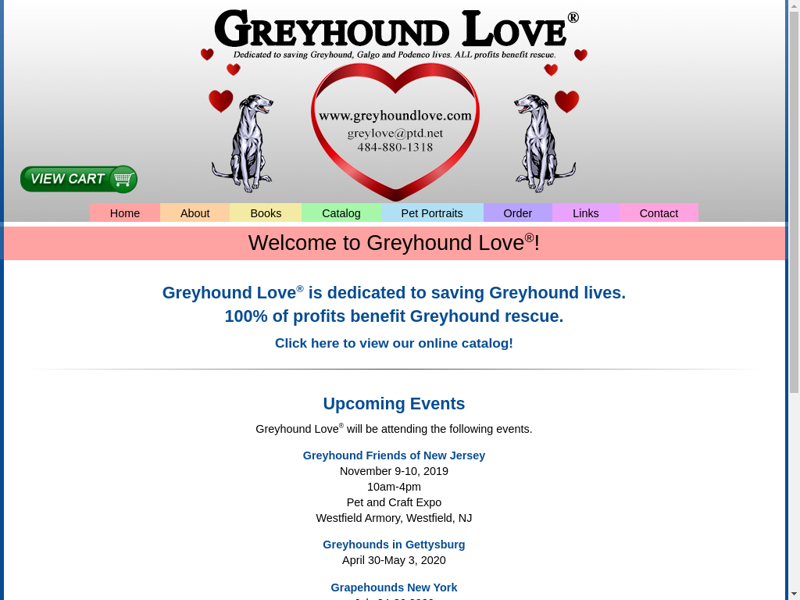 GREYHOUND LOVE®
Dedicated to saving Greyhound, Galgo and Podenco lives. ALL profits benefit rescue.
www.greyhoundlove.com
greylove@ptd.net
484-880-1318
VIEW CART
Home About Books Catalog Pet Portraits Order Links Contact
Welcome to Greyhound Love®!
Greyhound Love® is dedicated to saving Greyhound lives.
100% of profits benefit Greyhound rescue.
Click here to view our online catalog!
Upcoming Events
Greyhound Love® will be attending the following events.
Greyhound Friends of New Jersey
November 9-10, 2019
10am-4pm
Pet and Craft Expo
Westfield Armory, Westfield, NJ
Greyhounds in Gettysburg
April 30-May 3, 2020
Grapehounds New York